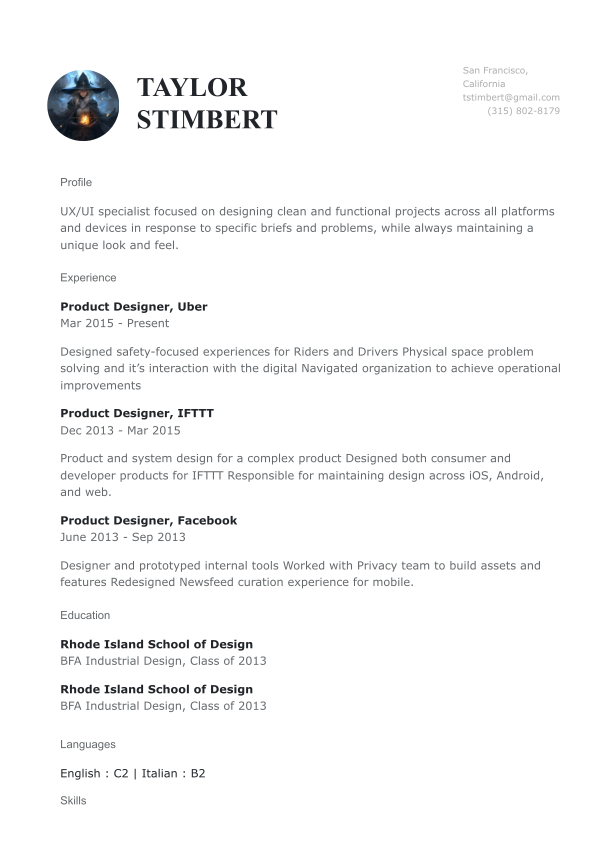 TAYLOR
STIMBERT
San Francisco,
California
tstimbert@gmail.com
(315) 802-8179
Profile
UX/UI specialist focused on designing clean and functional projects across all platforms
and devices in response to specific briefs and problems, while always maintaining a
unique look and feel.
Experience
Product Designer, Uber
Mar 2015 - Present
Designed safety-focused experiences for Riders and Drivers Physical space problem
solving and it’s interaction with the digital Navigated organization to achieve operational
improvements
Product Designer, IFTTT
Dec 2013 - Mar 2015
Product and system design for a complex product Designed both consumer and
developer products for IFTTT Responsible for maintaining design across iOS, Android,
and web.
Product Designer, Facebook
June 2013 - Sep 2013
Designer and prototyped internal tools Worked with Privacy team to build assets and
features Redesigned Newsfeed curation experience for mobile.
Education
Rhode Island School of Design
BFA Industrial Design, Class of 2013
Rhode Island School of Design
BFA Industrial Design, Class of 2013
Languages
English : C2 | Italian : B2
Skills